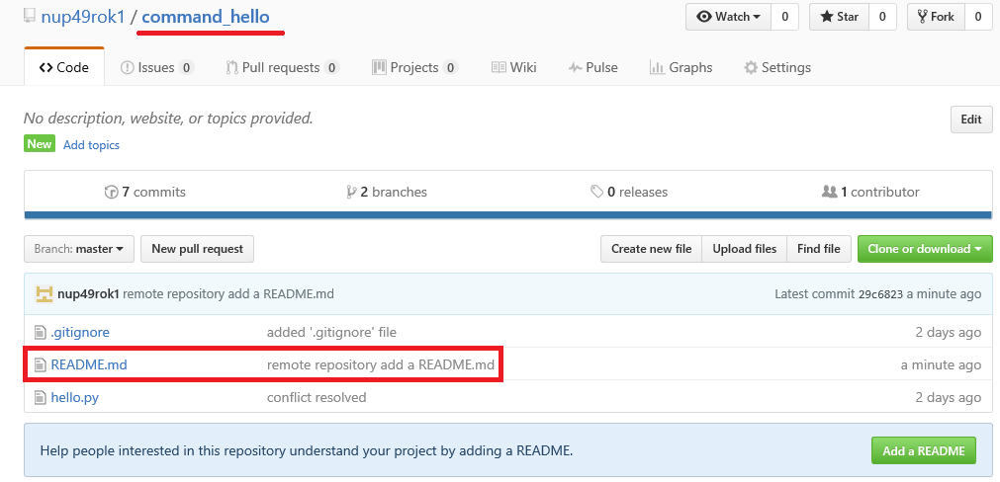 nup49rok1 / command_hello Watch 0 Star 0 Fork 0
Code Issues 0 Pull requests 0 Projects 0 Wiki Pulse Graphs Settings
No description, website, or topics provided. Edit
New Add topics
7 commits 2 branches 0 releases 1 contributor
Branch: master New pull request Create new file Upload files Find file Clone or download
nup49rok1 remote repository add a README.md Latest commit 29c6823 a minute ago
.gitignore added '.gitignore' file 2 days ago
README.md remote repository add a README.md a minute ago
hello.py conflict resolved 2 days ago
Help people interested in this repository understand your project by adding a README. Add a README